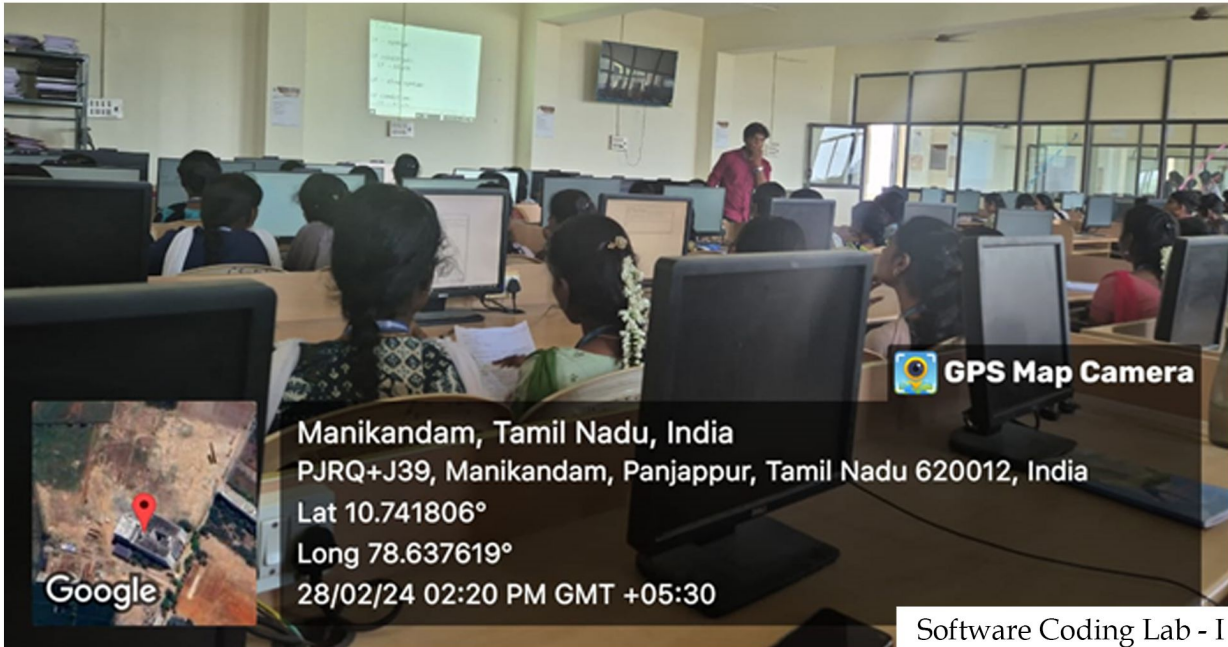 GPS Map Camera
Manikandam, Tamil Nadu, India
PJRQ+J39, Manikandam, Panjappur, Tamil Nadu 620012, India
Lat 10.741806°
Long 78.637619°
28/02/24 02:20 PM GMT +05:30
Google
Software Coding Lab - I